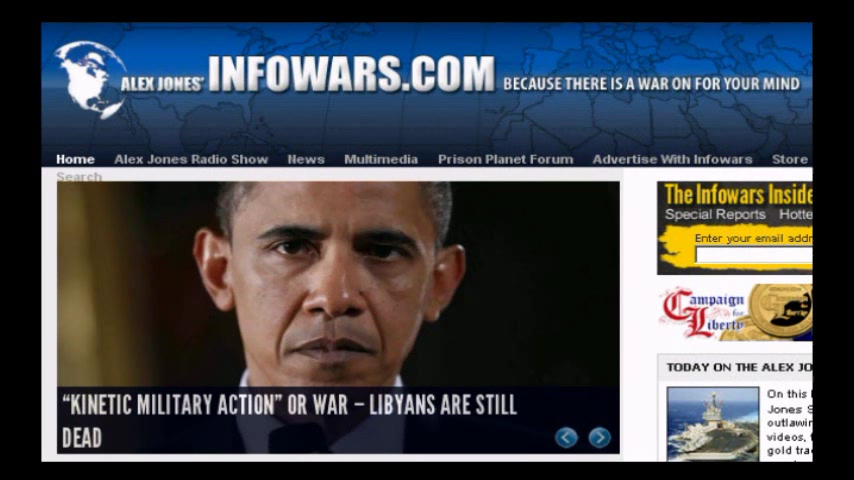 ALEX JONES' INFOWARS.COM BECAUSE THERE IS A WAR ON FOR YOUR MIND
Home Alex Jones Radio Show News Multimedia Prison Planet Forum Advertise With Infowars Store
Search
The Infowars Inside
Special Reports Hotte
Enter your email addr
Campaign
for
Liberty
"KINETIC MILITARY ACTION" OR WAR – LIBYANS ARE STILL
DEAD
TODAY ON THE ALEX JO
On this
Jones S
outlawin
videos,
gold tra